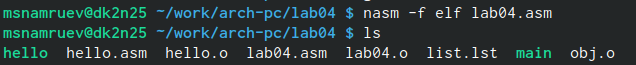 msnamruev@dk2n25 ~/work/arch-pc/lab04 $ nasm -f elf lab04.asm
msnamruev@dk2n25 ~/work/arch-pc/lab04 $ ls
hello hello.asm hello.o lab04.asm lab04.o list.lst main obj.o